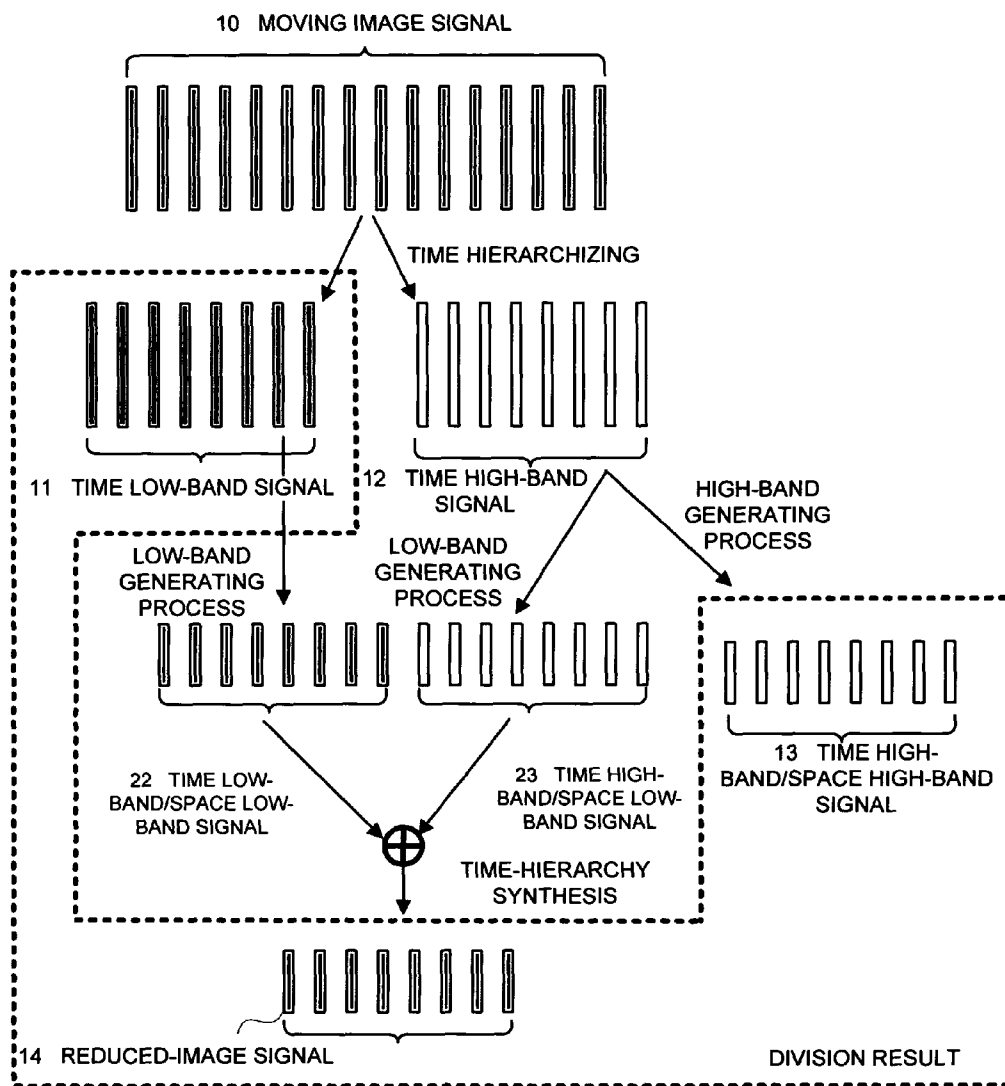 10 MOVING IMAGE SIGNAL
TIME HIERARCHIZING
11 TIME LOW-BAND SIGNAL
12 TIME HIGH-BAND
SIGNAL
HIGH-BAND
GENERATING
PROCESS
LOW-BAND
GENERATING
PROCESS
LOW-BAND
GENERATING
PROCESS
22 TIME LOW-
BAND/SPACE LOW-
BAND SIGNAL
23 TIME HIGH-
BAND/SPACE LOW-
BAND SIGNAL
13 TIME HIGH-
BAND/SPACE HIGH-BAND
SIGNAL
TIME-HIERARCHY
SYNTHESIS
14 REDUCED-IMAGE SIGNAL
DIVISION RESULT